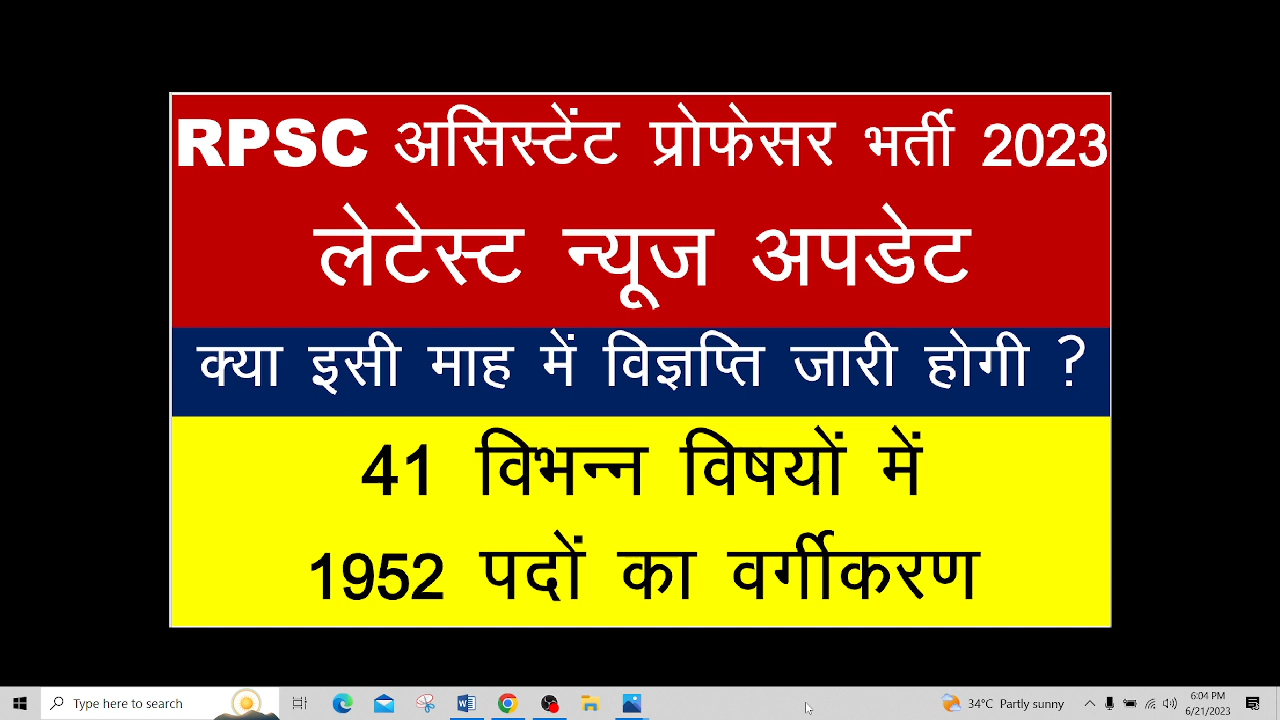 RPSC असिस्टेंट प्रोफेसर भर्ती 2023
लेटेस्ट न्यूज अपडेट
क्या इसी माह में विज्ञप्ति जारी होगी ?
41 विभन्न विषयों में
1952 पदों का वर्गीकरण
Type here to search
34°C Partly sunny
6:04 PM
6/21/2023